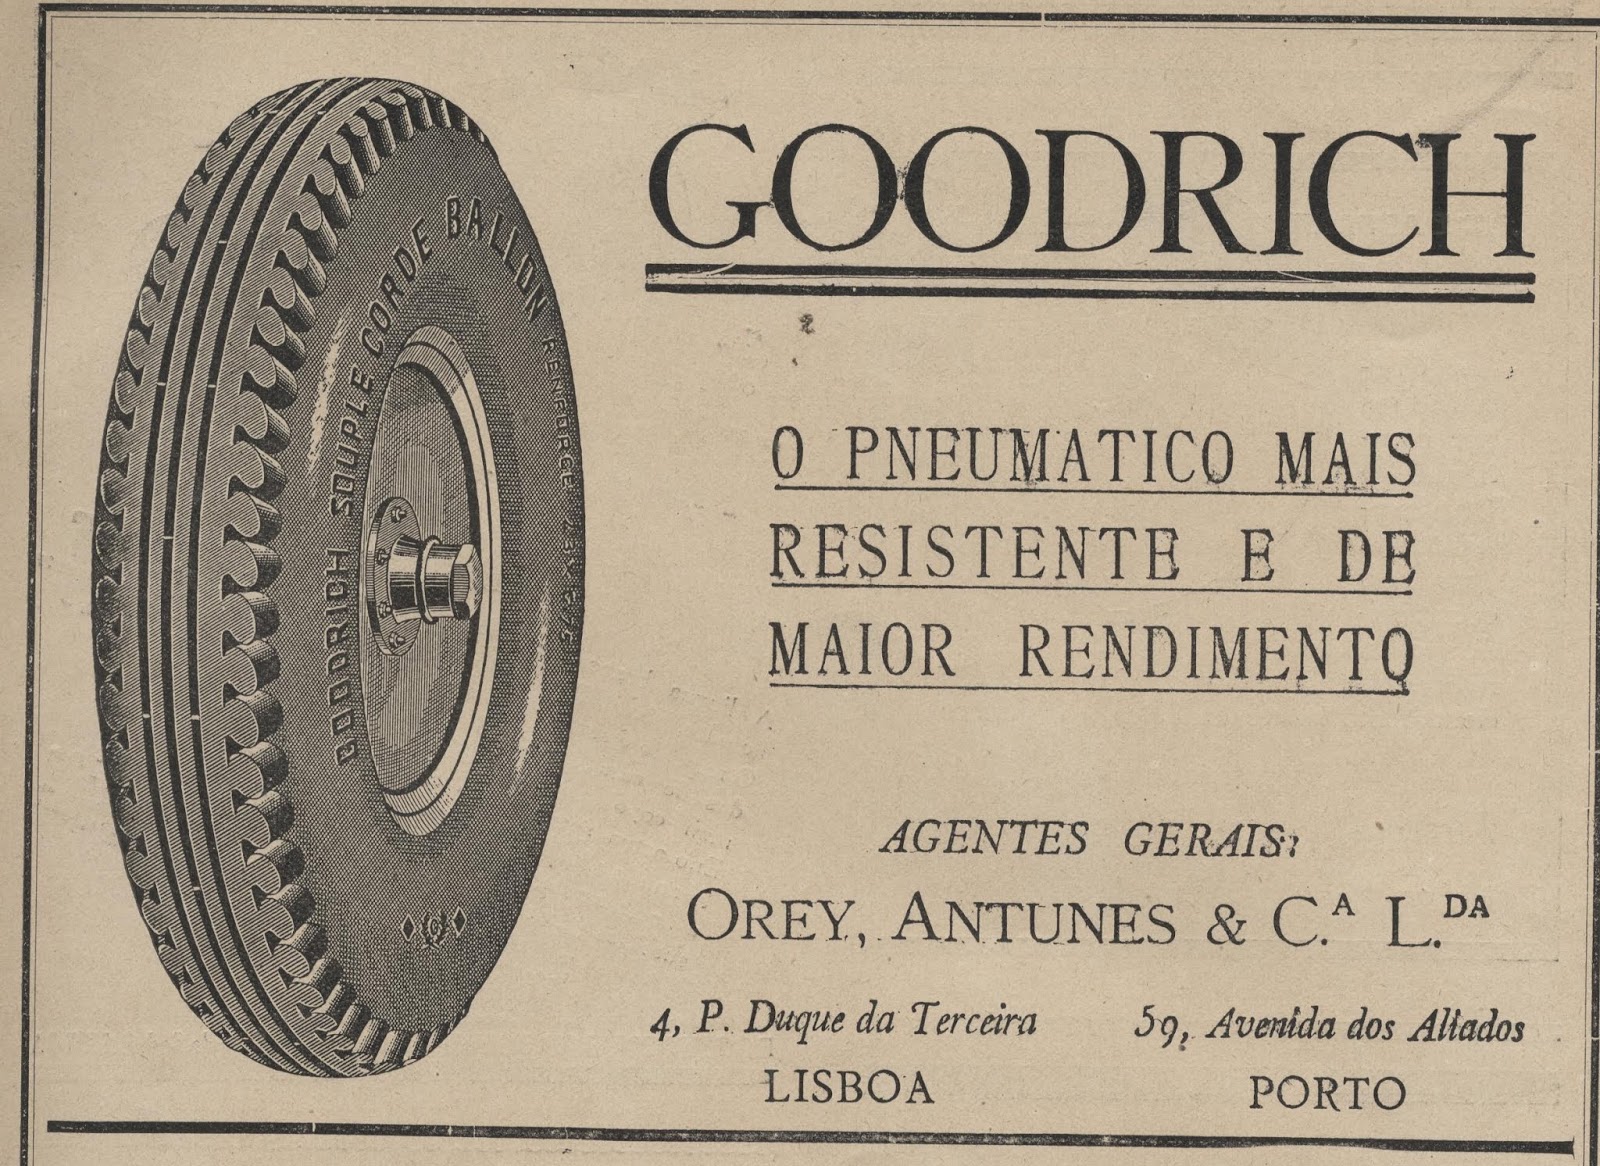 GOODRICH SOUPLE CORDE BALLON RENFORCÉ
G
GOODRICH
O PNEUMATICO MAIS
RESISTENTE E DE
MAIOR RENDIMENTO
AGENTES GERAIS:
OREY, ANTUNES & C.ᴬ L.ᴰᴬ
4, P. Duque da Terceira
LISBOA
59, Avenida dos Aliados
PORTO